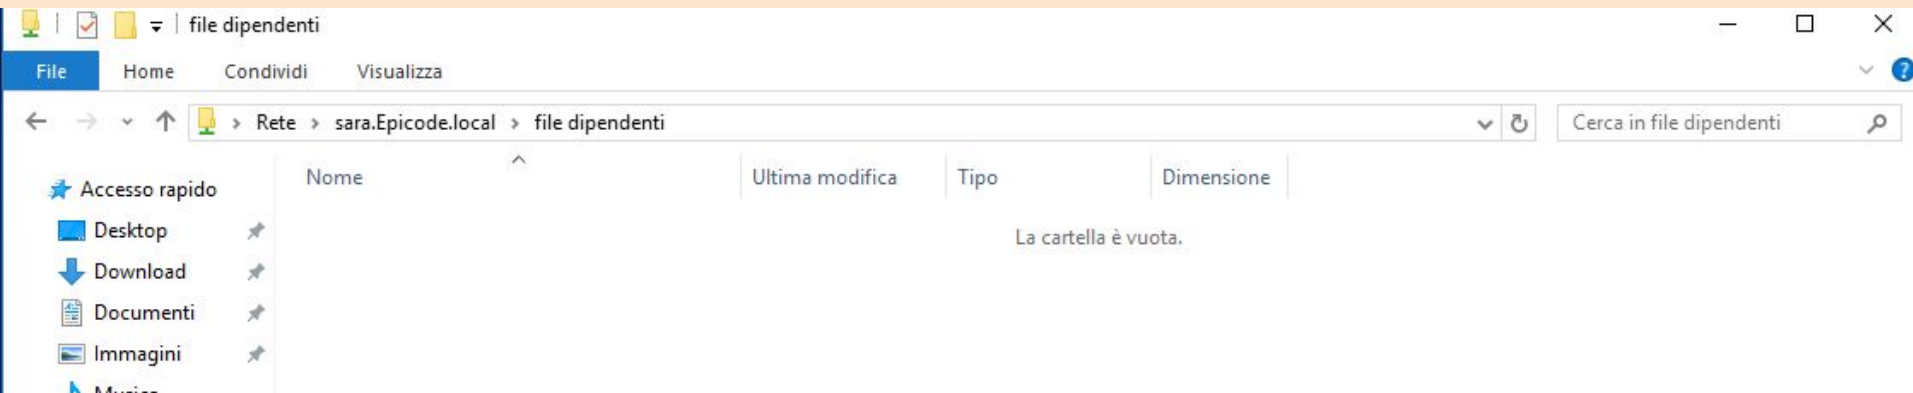 file dipendenti
File Home Condividi Visualizza
Rete > sara.Epicode.local > file dipendenti
Cerca in file dipendenti
Nome Ultima modifica Tipo Dimensione
La cartella è vuota.
Accesso rapido
Desktop
Download
Documenti
Immagini